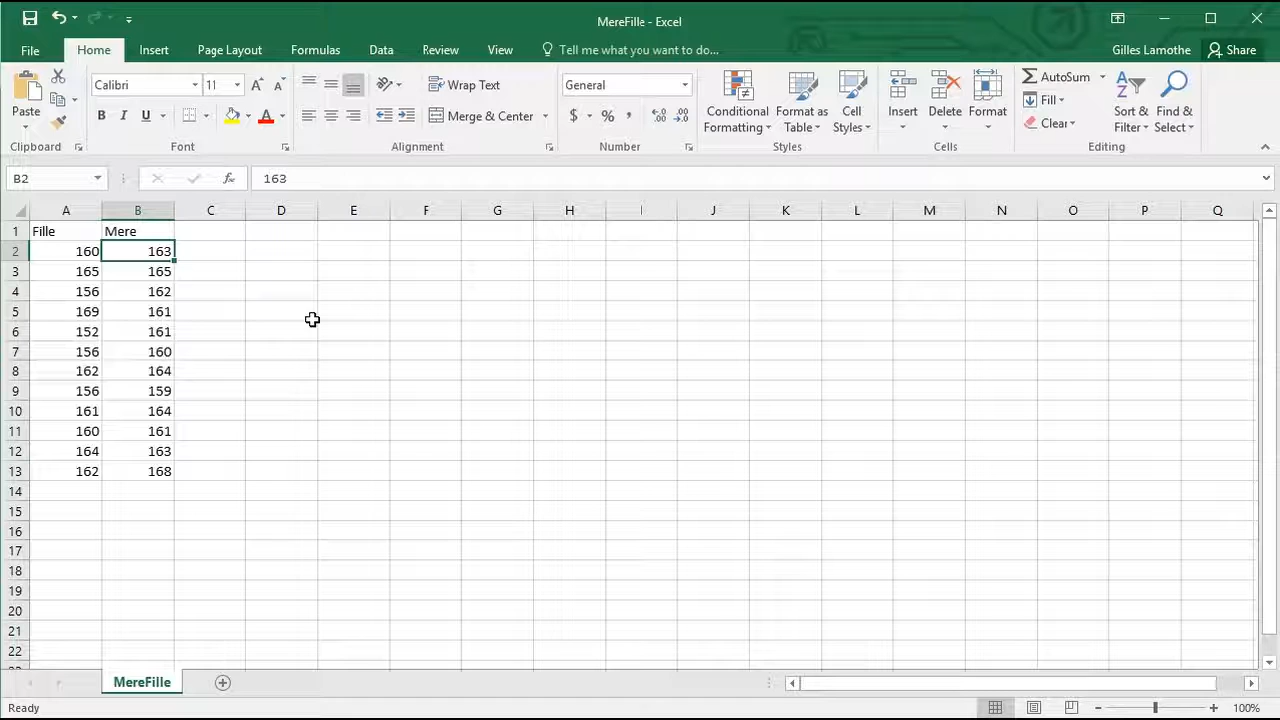 MereFille - Excel
File Home Insert Page Layout Formulas Data Review View Tell me what you want to do... Gilles Lamothe Share
Calibri 11 Wrap Text General AutoSum
Paste Conditional Format as Cell Insert Delete Format Fill Sort & Find &
B I U A Merge & Center $ % Formatting Table Styles Clear Filter Select
Clipboard Font Alignment Number Styles Cells Editing
B2 fx 163
A B C D E F G H I J K L M N O P Q
1 Fille Mere
2 160 163
3 165 165
4 156 162
5 169 161
6 152 161
7 156 160
8 162 164
9 156 159
10 161 164
11 160 161
12 164 163
13 162 168
14
15
16
17
18
19
20
21
22
MereFille
Ready 100%